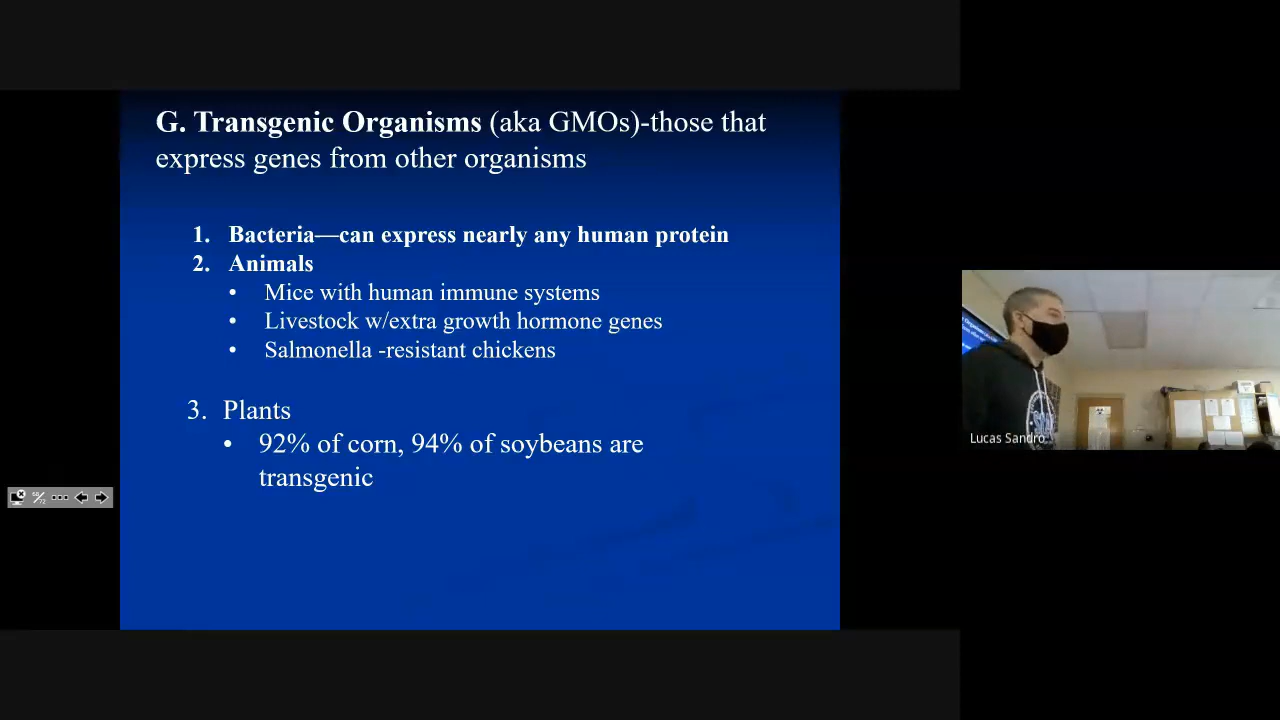 G. Transgenic Organisms (aka GMOs)-those that
express genes from other organisms
1. Bacteria—can express nearly any human protein
2. Animals
• Mice with human immune systems
• Livestock w/extra growth hormone genes
• Salmonella -resistant chickens
3. Plants
• 92% of corn, 94% of soybeans are
transgenic
Lucas Sandro